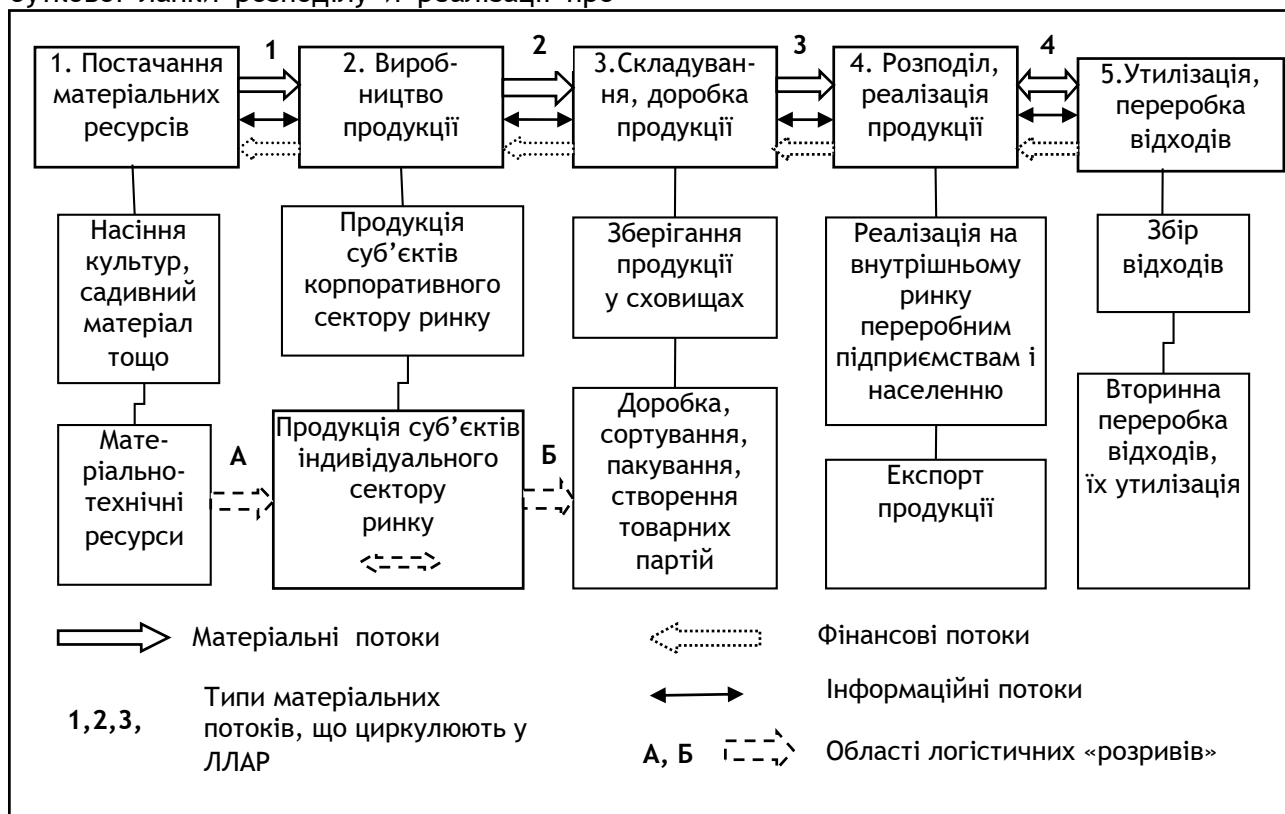 розподілу й реалізації про-
1
2
3
4
1. Постачання
матеріальних
ресурсів
2. Вироб-
ництво
продукції
3.Складуван-
ня, доробка
продукції
4. Розподіл,
реалізація
продукції
5.Утилізація,
переробка
відходів
Насіння
культур,
садивний
матеріал
тощо
Продукція
суб’єктів
корпоративного
сектору ринку
Зберігання
продукції
у сховищах
Реалізація на
внутрішньому
ринку
переробним
підприємствам і
населенню
Збір
відходів
Мате-
ріально-
технічні
ресурси
А
Продукція суб’єктів
індивідуального
сектору
ринку
Б
Доробка,
сортування,
пакування,
створення
товарних
партій
Експорт
продукції
Вторинна
переробка
відходів,
їх утилізація
Матеріальні потоки
Фінансові потоки
1,2,3,
Типи матеріальних
потоків, що циркулюють у
ЛЛАР
Інформаційні потоки
А, Б
Області логістичних «розривів»